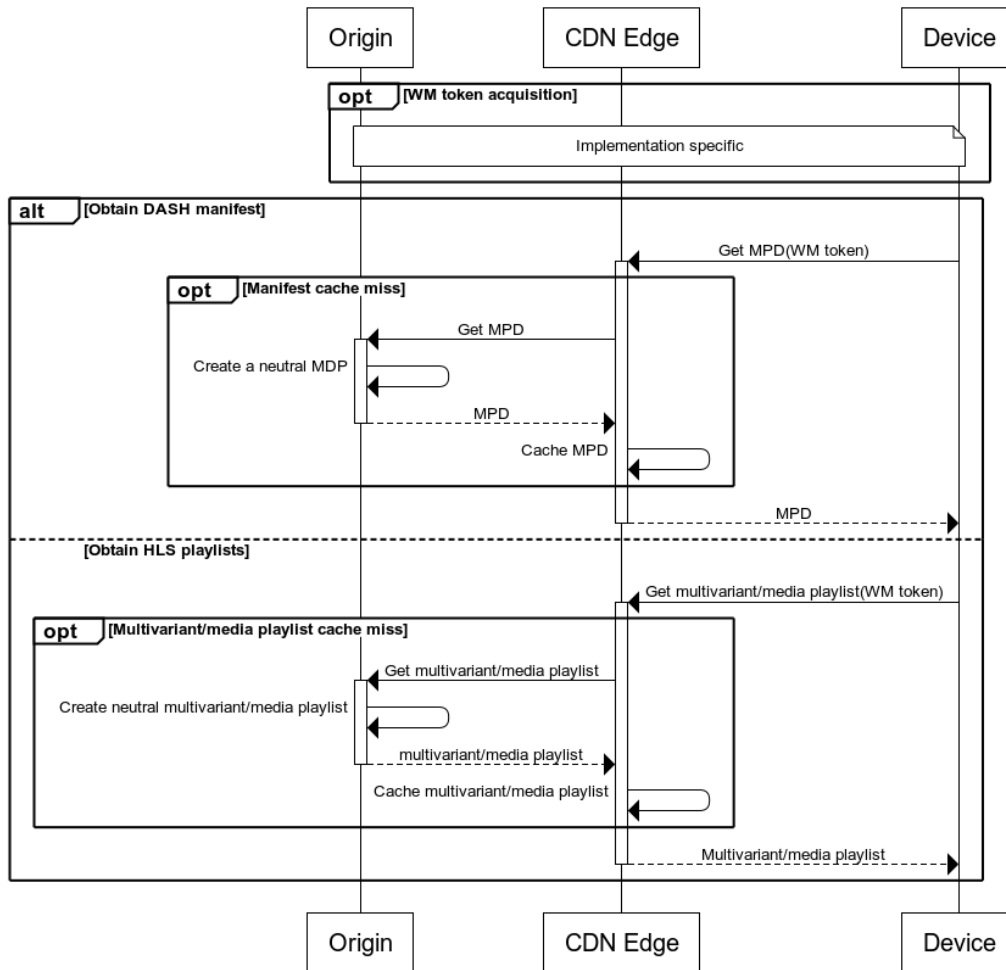 Origin
CDN Edge
Device
opt
[WM token acquisition]
Implementation specific
alt
[Obtain DASH manifest]
Get MPD(WM token)
opt
[Manifest cache miss]
Get MPD
Create a neutral MDP
MPD
Cache MPD
MPD
[Obtain HLS playlists]
Get multivariant/media playlist(WM token)
opt
[Multivariant/media playlist cache miss]
Get multivariant/media playlist
Create neutral multivariant/media playlist
multivariant/media playlist
Cache multivariant/media playlist
Multivariant/media playlist
Origin
CDN Edge
Device